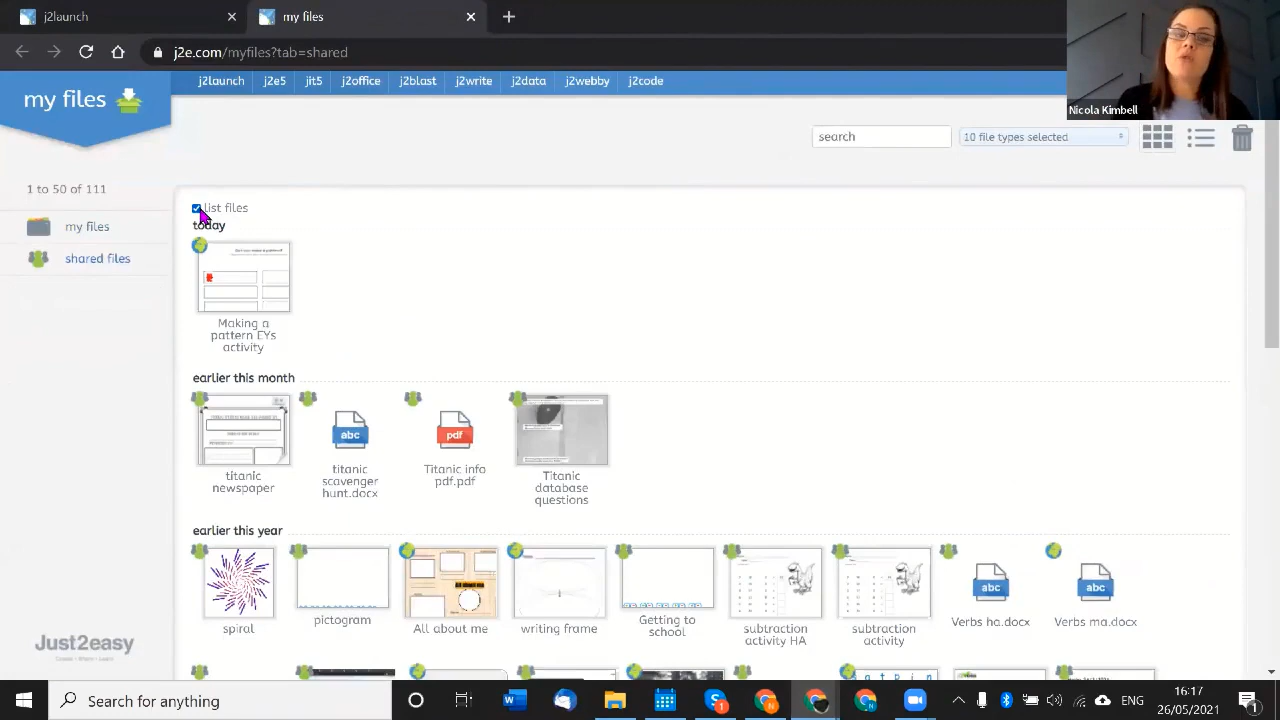 j2launch
my files
j2e.com/myfiles?tab=shared
my files
j2launch
j2e5
jit5
j2office
j2blast
j2write
j2data
j2webby
j2code
Nicola Kimbell
search
10 file types selected
1 to 50 of 111
my files
shared files
List files
today
Making a
pattern EYs
activity
earlier this month
titanic
newspaper
abc
titanic
scavenger
hunt.docx
pdf
Titanic info
pdf.pdf
Titanic
database
questions
earlier this year
spiral
pictogram
All about me
writing frame
Getting to
school
subtraction
activity HA
subtraction
activity
abc
Verbs ha.docx
abc
Verbs ma.docx
Just2easy
Search for anything
ENG
16:17
26/05/2021